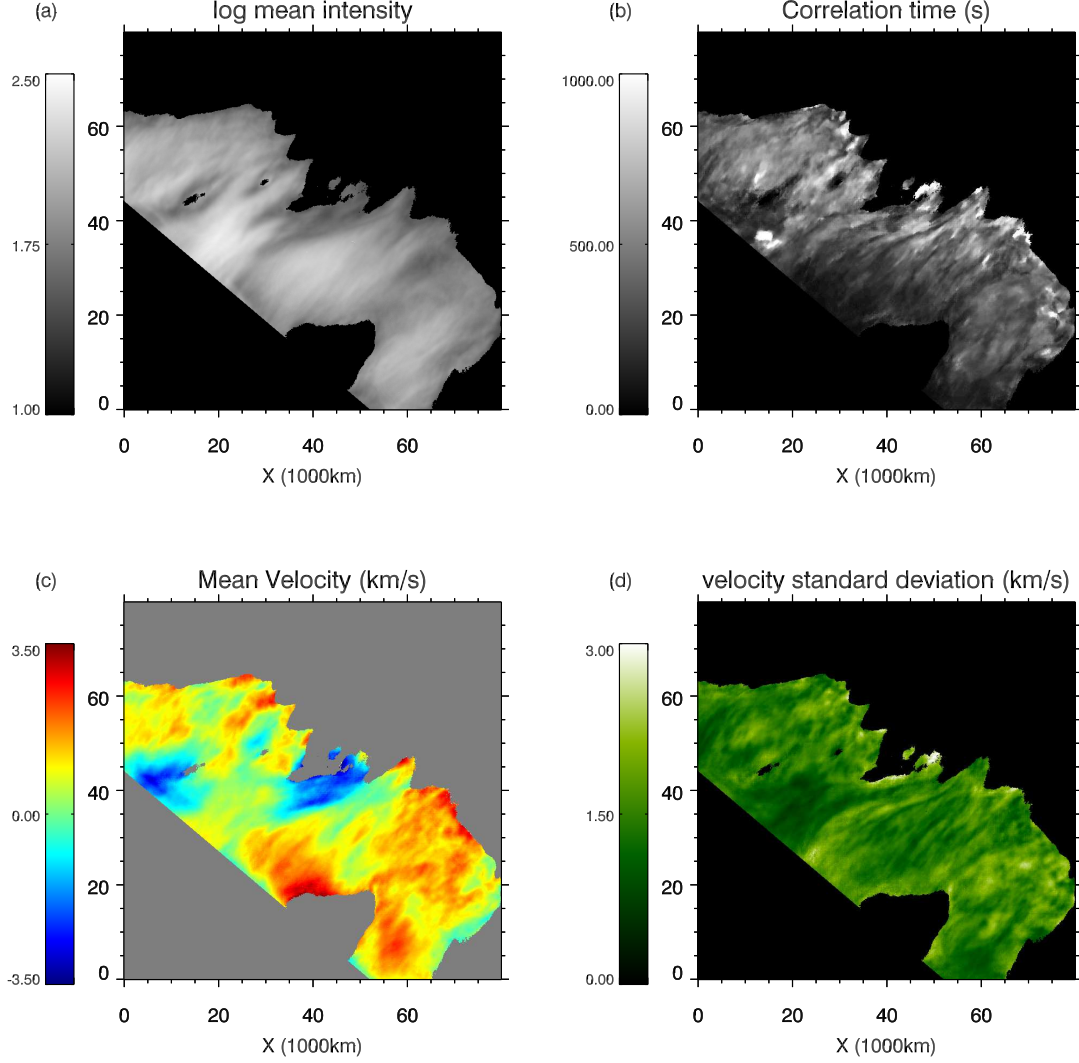 (a) log mean intensity
2.50
1.75
1.00
60
40
20
0
0 20 40 60
X (1000km)
(b) Correlation time (s)
1000.00
500.00
0.00
60
40
20
0
0 20 40 60
X (1000km)
(c) Mean Velocity (km/s)
3.50
0.00
-3.50
60
40
20
0
0 20 40 60
X (1000km)
(d) velocity standard deviation (km/s)
3.00
1.50
0.00
60
40
20
0
0 20 40 60
X (1000km)